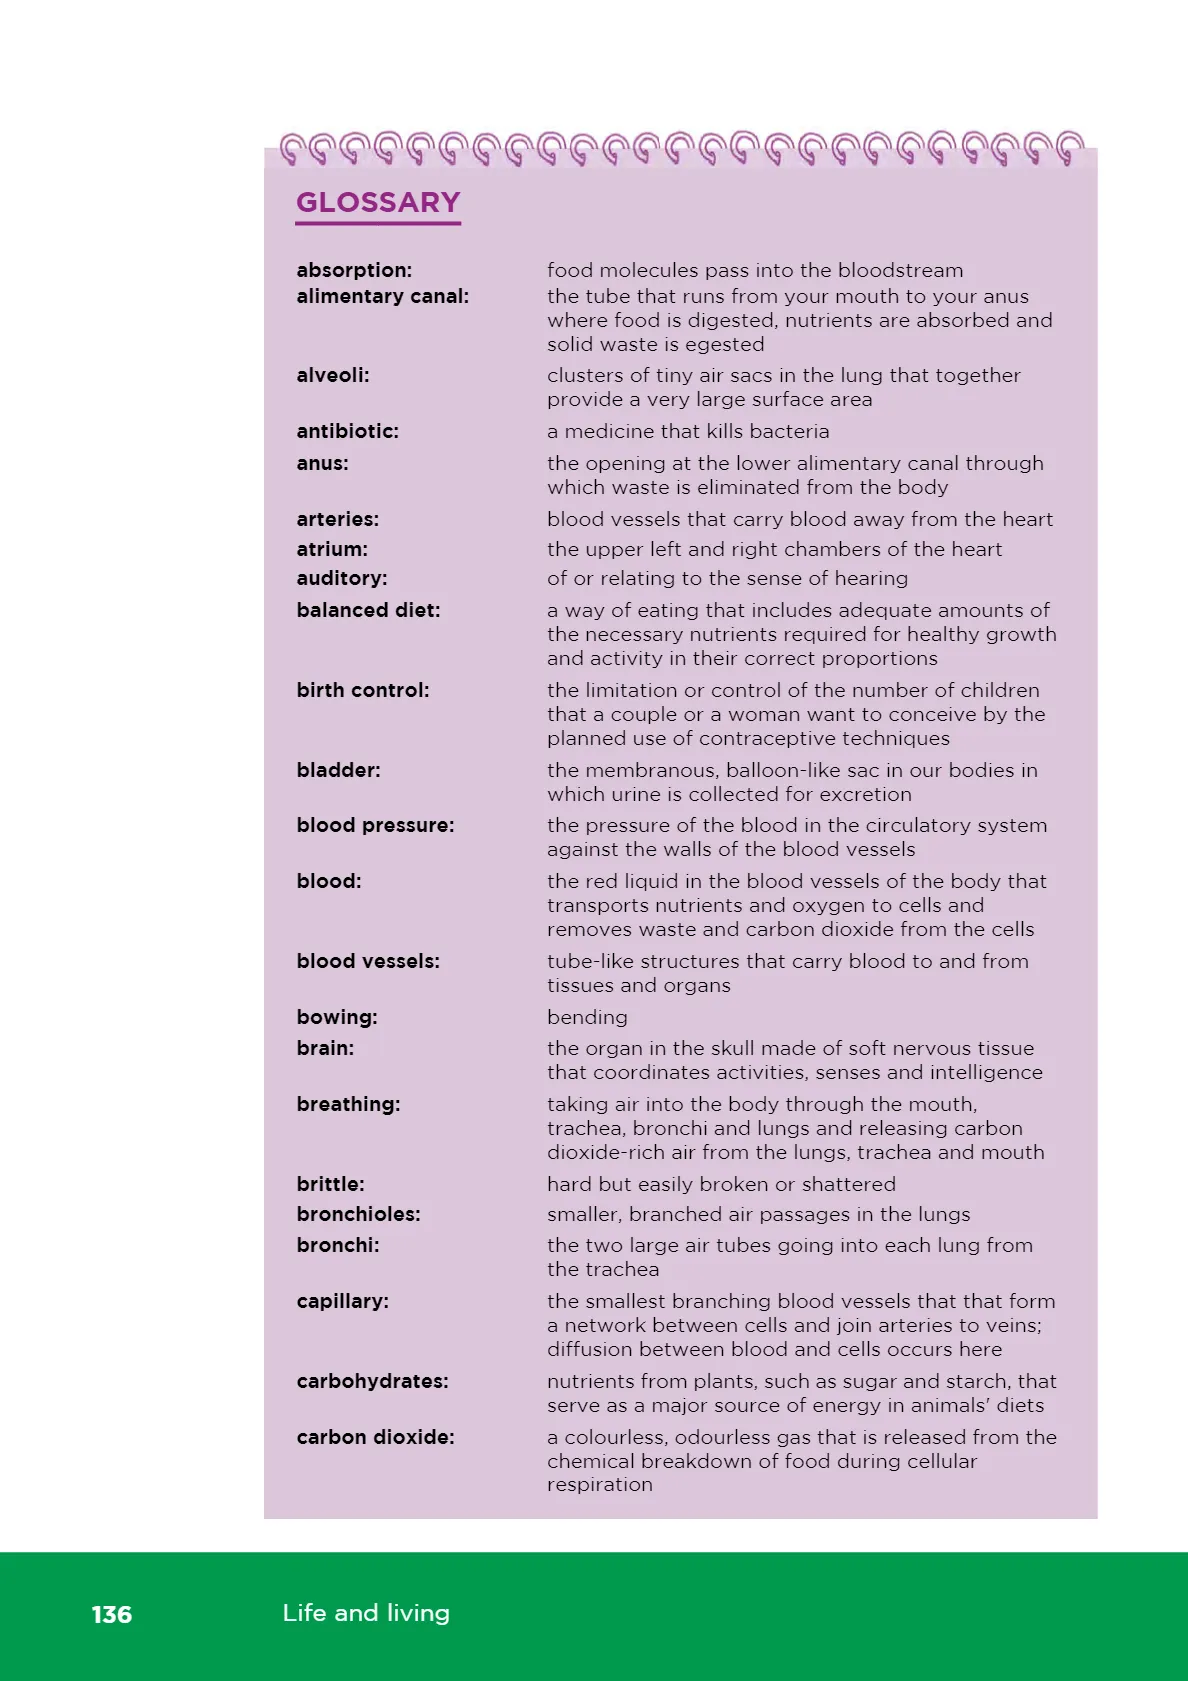 GLOSSARY
absorption: food molecules pass into the bloodstream
alimentary canal: the tube that runs from your mouth to your anus
where food is digested, nutrients are absorbed and
solid waste is egested
alveoli: clusters of tiny air sacs in the lung that together
provide a very large surface area
antibiotic: a medicine that kills bacteria
anus: the opening at the lower alimentary canal through
which waste is eliminated from the body
arteries: blood vessels that carry blood away from the heart
atrium: the upper left and right chambers of the heart
auditory: of or relating to the sense of hearing
balanced diet: a way of eating that includes adequate amounts of
the necessary nutrients required for healthy growth
and activity in their correct proportions
birth control: the limitation or control of the number of children
that a couple or a woman want to conceive by the
planned use of contraceptive techniques
bladder: the membranous, balloon-like sac in our bodies in
which urine is collected for excretion
blood pressure: the pressure of the blood in the circulatory system
against the walls of the blood vessels
blood: the red liquid in the blood vessels of the body that
transports nutrients and oxygen to cells and
removes waste and carbon dioxide from the cells
blood vessels: tube-like structures that carry blood to and from
tissues and organs
bowing: bending
brain: the organ in the skull made of soft nervous tissue
that coordinates activities, senses and intelligence
breathing: taking air into the body through the mouth,
trachea, bronchi and lungs and releasing carbon
dioxide-rich air from the lungs, trachea and mouth
brittle: hard but easily broken or shattered
bronchioles: smaller, branched air passages in the lungs
bronchi: the two large air tubes going into each lung from
the trachea
capillary: the smallest branching blood vessels that that form
a network between cells and join arteries to veins;
diffusion between blood and cells occurs here
carbohydrates: nutrients from plants, such as sugar and starch, that
serve as a major source of energy in animals' diets
carbon dioxide: a colourless, odourless gas that is released from the
chemical breakdown of food during cellular
respiration
136 Life and living